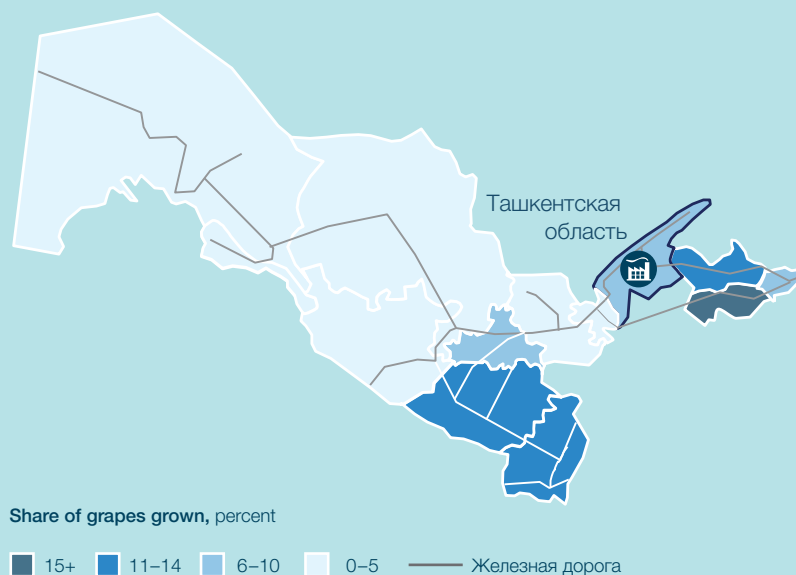 Ташкентская
область
Share of grapes grown, percent
15+ 11–14 6–10 0–5 Железная дорога